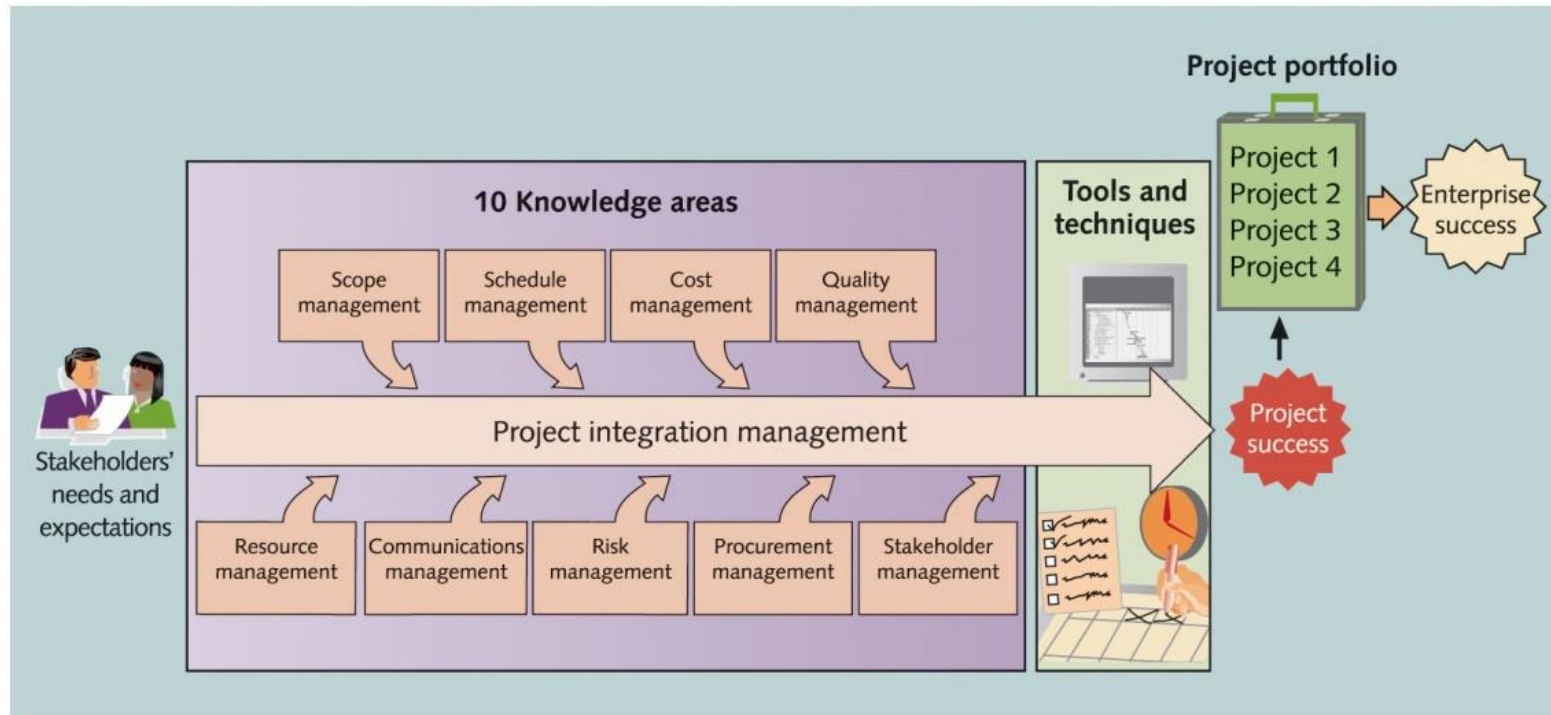 Project portfolio
Project 1
Project 2
Project 3
Project 4
Enterprise
success
10 Knowledge areas
Tools and
techniques
Scope
management
Schedule
management
Cost
management
Quality
management
Stakeholders'
needs and
expectations
Project integration management
Project
success
Resource
management
Communications
management
Risk
management
Procurement
management
Stakeholder
management